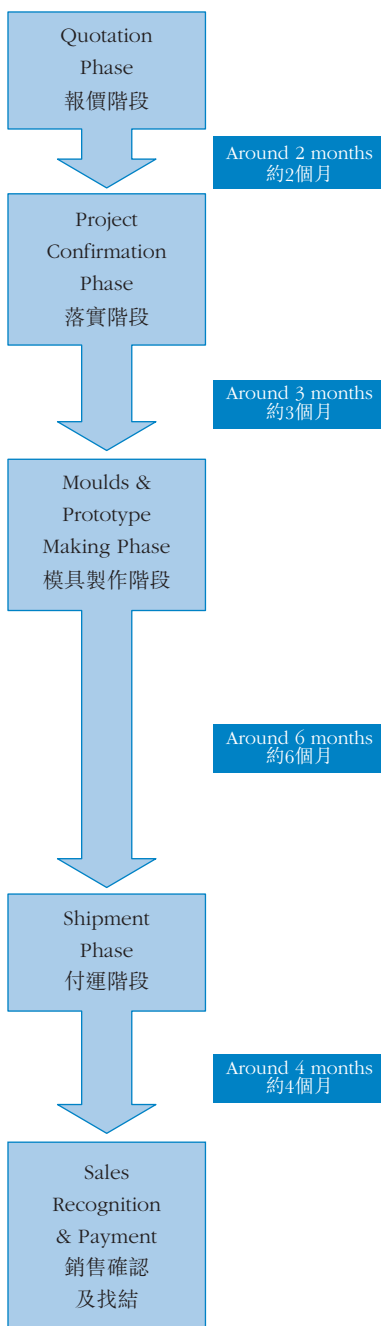 Quotation
Phase
報價階段
Around 2 months
約2個月
Project
Confirmation
Phase
落實階段
Around 3 months
約3個月
Moulds &
Prototype
Making Phase
模具製作階段
Around 6 months
約6個月
Shipment
Phase
付運階段
Around 4 months
約4個月
Sales
Recognition
& Payment
銷售確認
及找結